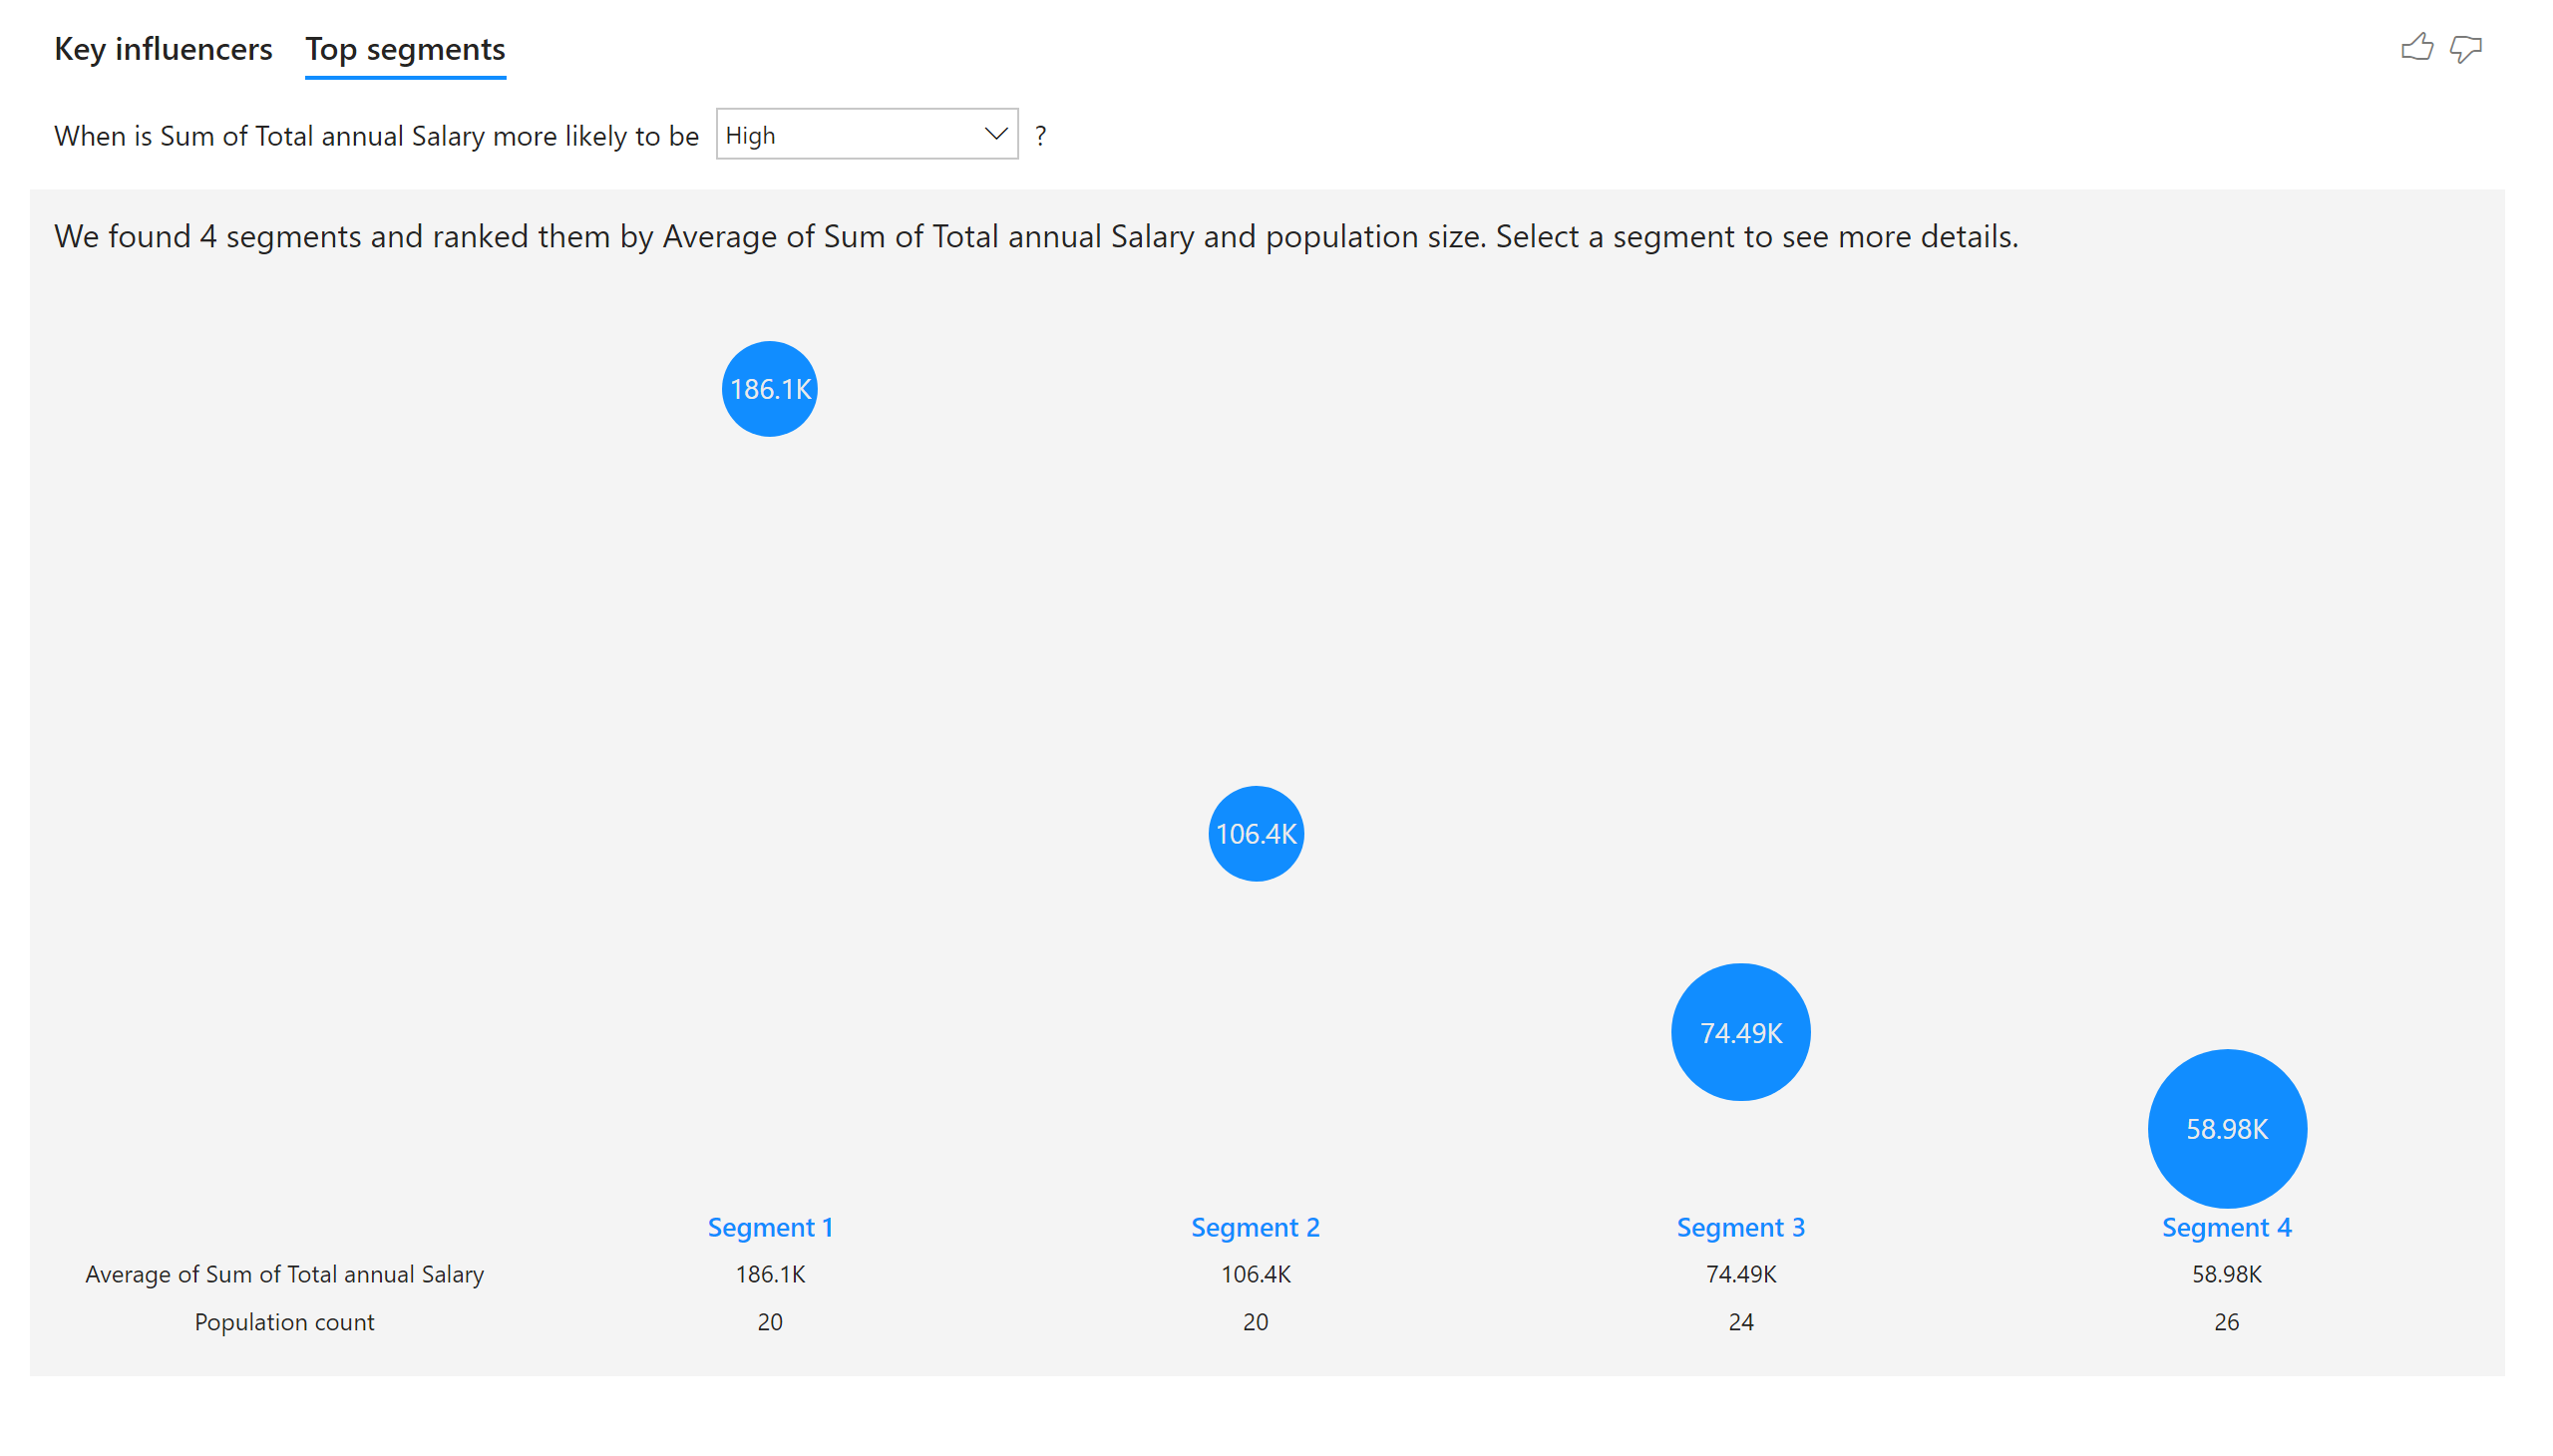 Key influencers Top segments
When is Sum of Total annual Salary more likely to be High ?
We found 4 segments and ranked them by Average of Sum of Total annual Salary and population size. Select a segment to see more details.
186.1K
106.4K
74.49K
58.98K
Segment 1 Segment 2 Segment 3 Segment 4
Average of Sum of Total annual Salary 186.1K 106.4K 74.49K 58.98K
Population count 20 20 24 26